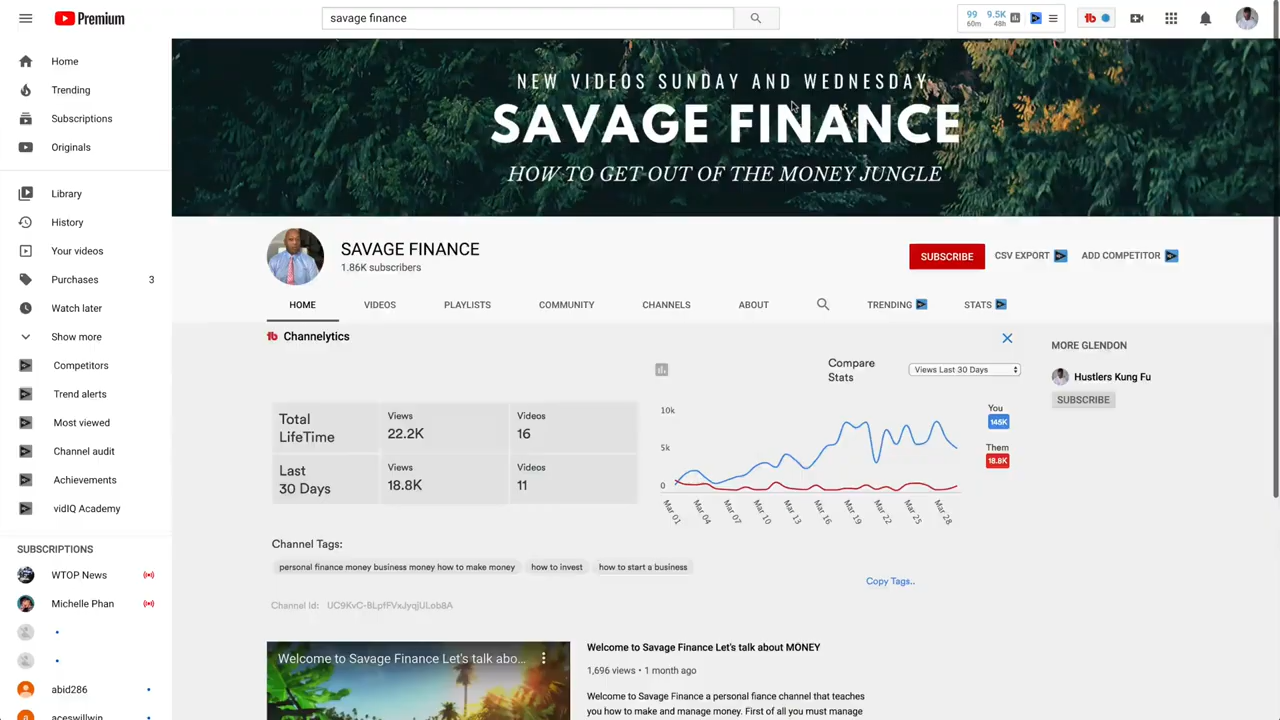 Premium
savage finance
99
60m
9.5K
48h
Home
Trending
Subscriptions
Originals
Library
History
Your videos
Purchases 3
Watch later
Show more
Competitors
Trend alerts
Most viewed
Channel audit
Achievements
vidIQ Academy
SUBSCRIPTIONS
WTOP News
Michelle Phan
abid286
aceswillwin
NEW VIDEOS SUNDAY AND WEDNESDAY
SAVAGE FINANCE
HOW TO GET OUT OF THE MONEY JUNGLE
SAVAGE FINANCE
1.86K subscribers
SUBSCRIBE
CSV EXPORT
ADD COMPETITOR
HOME VIDEOS PLAYLISTS COMMUNITY CHANNELS ABOUT TRENDING STATS
tb Channelytics
Compare
Stats
Views Last 30 Days
Total
LifeTime
Views
22.2K
Videos
16
Last
30 Days
Views
18.8K
Videos
11
10k
5k
0
Mar 01 Mar 04 Mar 07 Mar 10 Mar 13 Mar 16 Mar 19 Mar 22 Mar 25 Mar 28
You
145K
Them
18.8K
MORE GLENDON
Hustlers Kung Fu
SUBSCRIBE
Channel Tags:
personal finance money business money how to make money how to invest how to start a business
Copy Tags..
Channel Id: UC9KvC-BLpfFVxJyqjULob8A
Welcome to Savage Finance Let's talk abo...
Welcome to Savage Finance Let's talk about MONEY
1,696 views • 1 month ago
Welcome to Savage Finance a personal fiance channel that teaches
you how to make and manage money. First of all you must manage